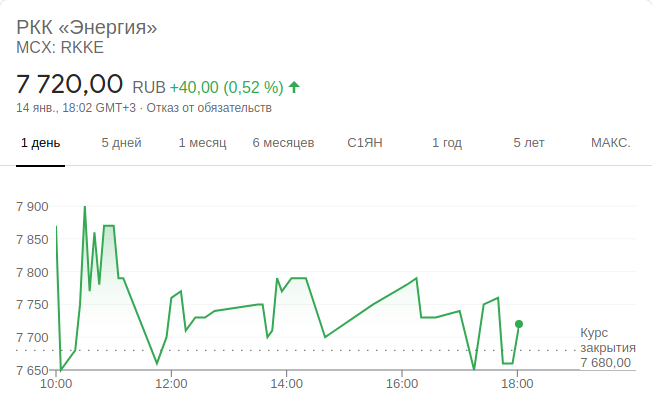 РКК «Энергия»
MCX: RKKE
7 720,00 RUB +40,00 (0,52 %)
14 янв., 18:02 GMT+3 · Отказ от обязательств
1 день 5 дней 1 месяц 6 месяцев С1ЯН 1 год 5 лет МАКС.
7 900
7 850
7 800
7 750
7 700
7 650
Курс
закрытия
7 680,00
10:00 12:00 14:00 16:00 18:00